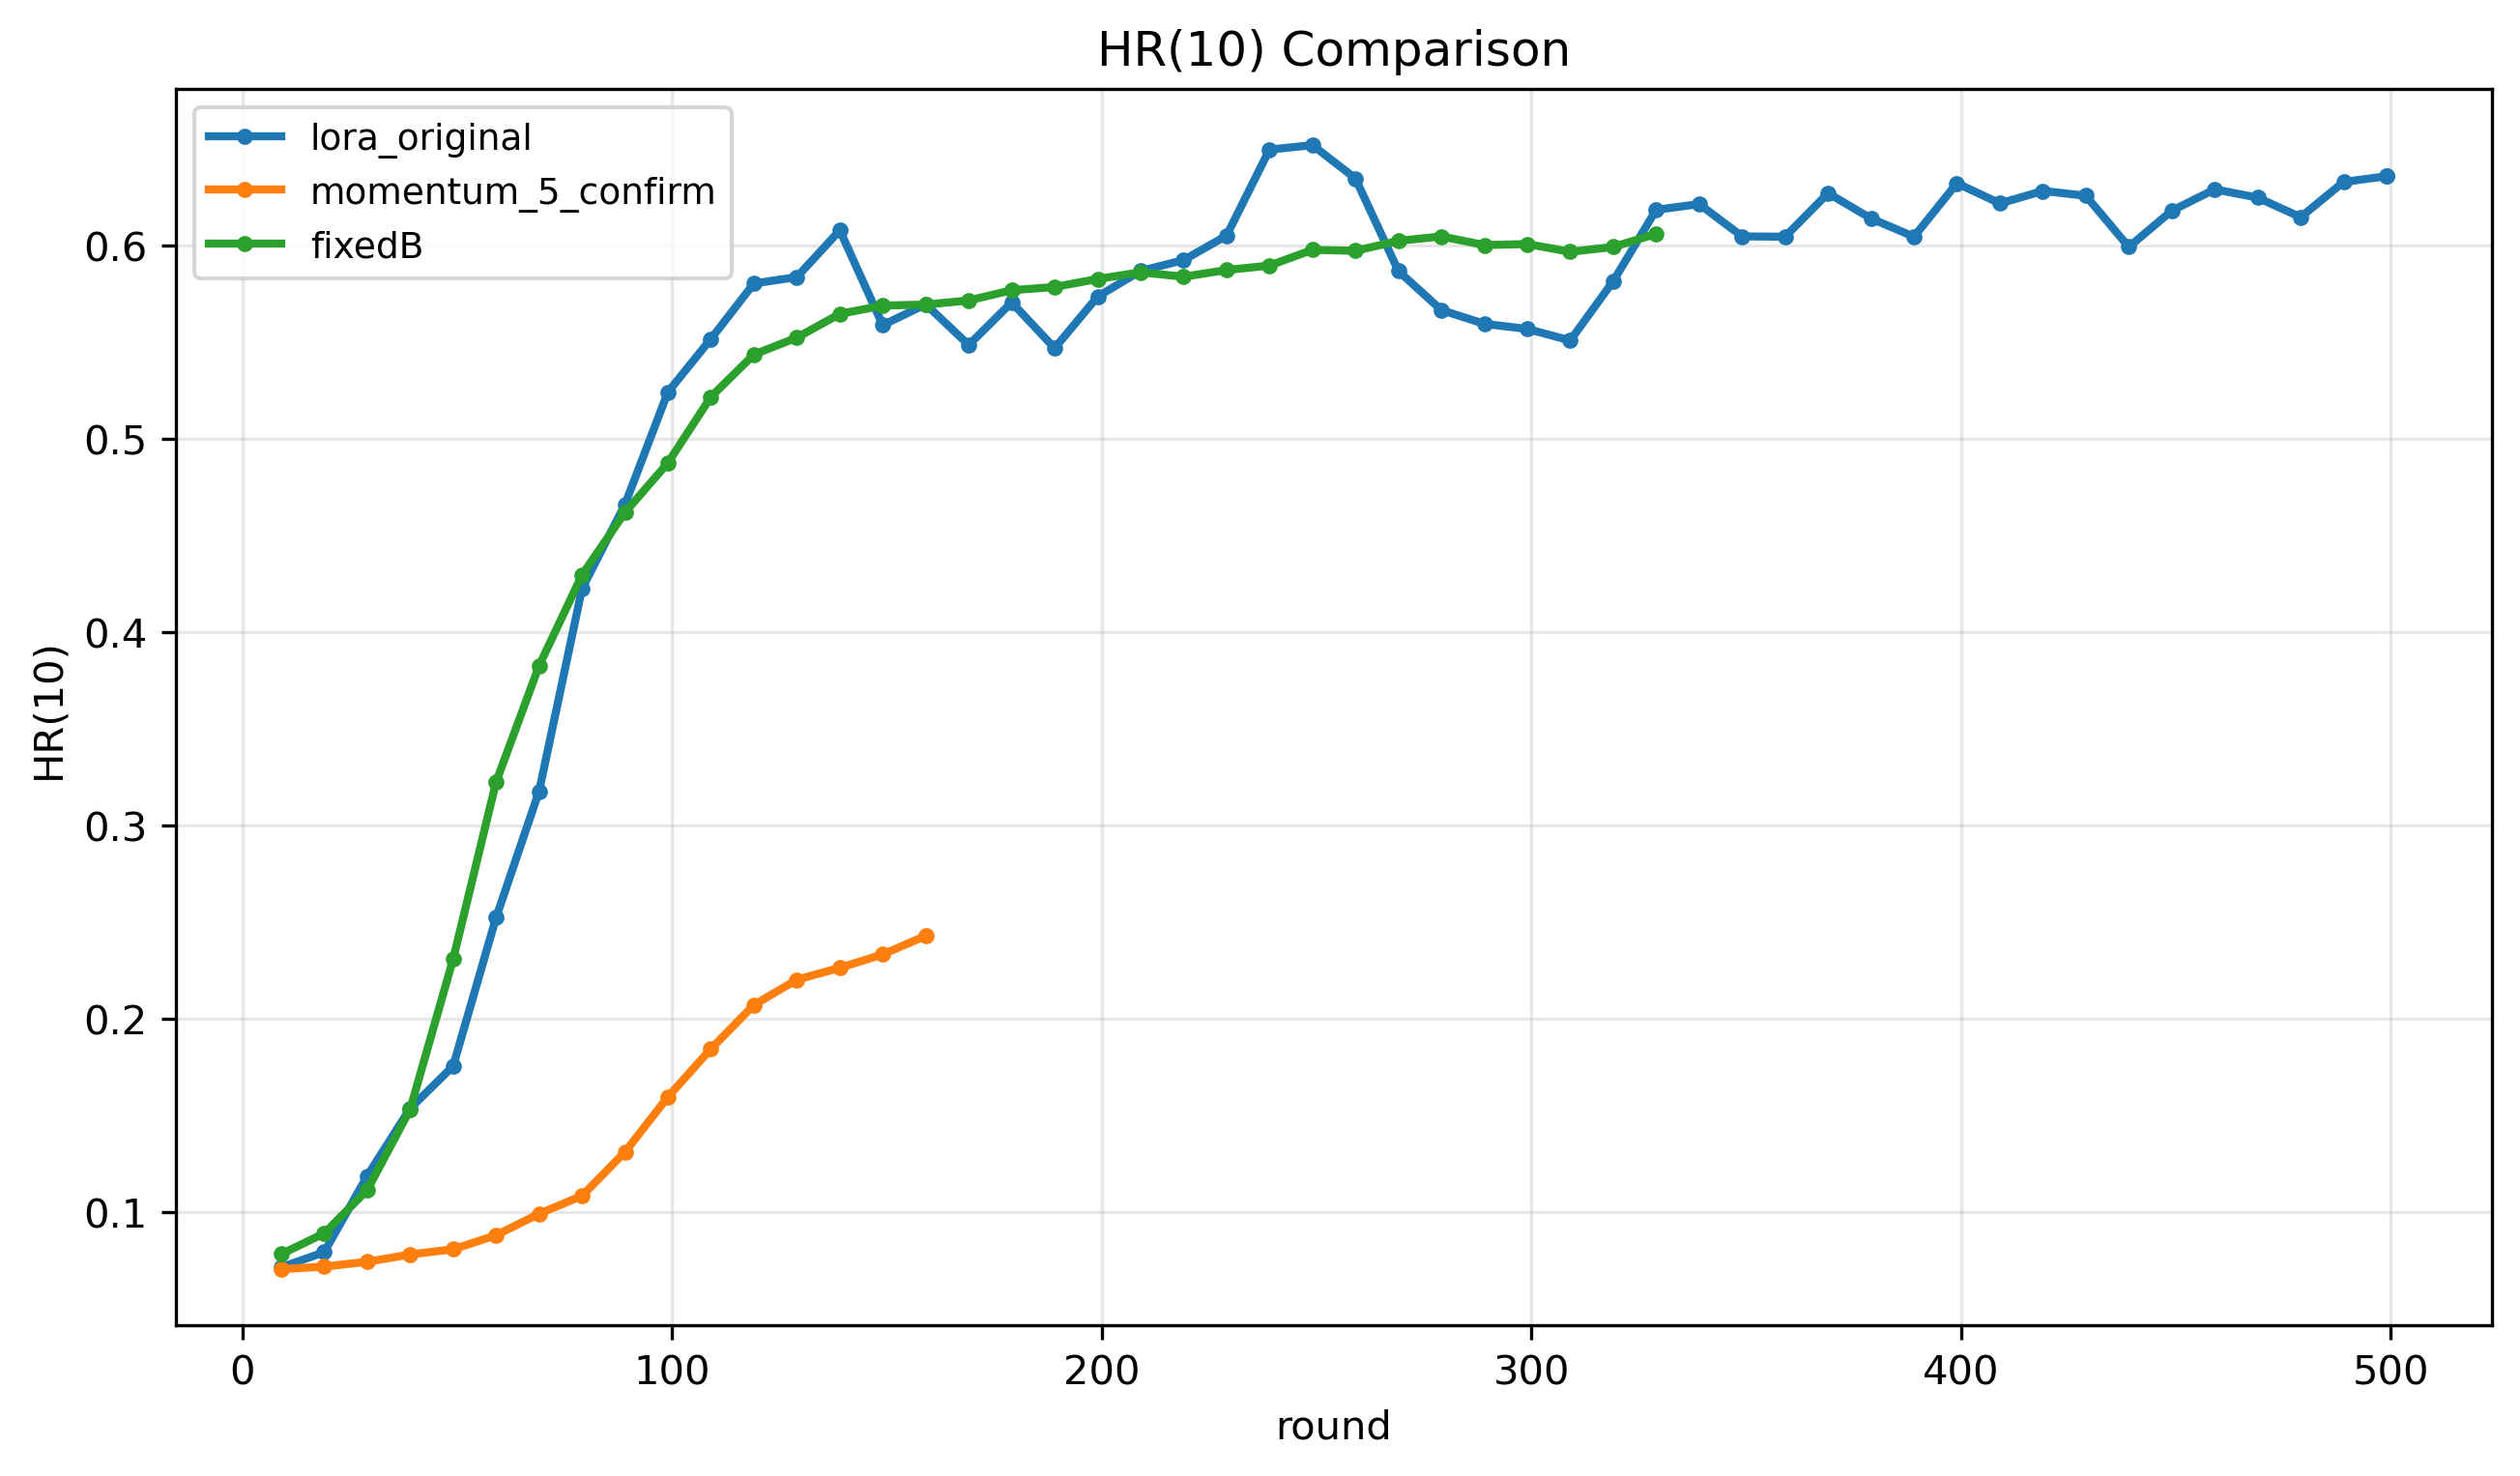 HR(10) Comparison
lora_original
momentum_5_confirm
fixedB
HR(10)
0.6
0.5
0.4
0.3
0.2
0.1
0 100 200 300 400 500
round